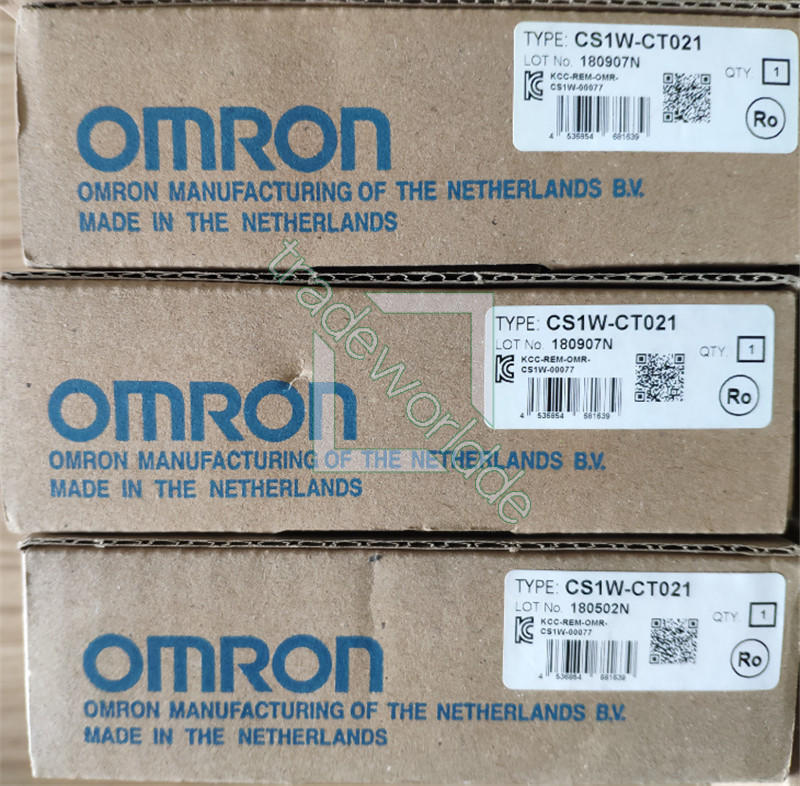 TYPE: CS1W-CT021
LOT No. 180907N
KCC-REM-OMR-
CS1W-00077
QTY. 1
4 536854 681639
Ro
OMRON
OMRON MANUFACTURING OF THE NETHERLANDS B.V.
MADE IN THE NETHERLANDS
TYPE: CS1W-CT021
LOT No. 180907N
KCC-REM-OMR-
CS1W-00077
QTY. 1
4 536854 681639
Ro
OMRON
OMRON MANUFACTURING OF THE NETHERLANDS B.V.
MADE IN THE NETHERLANDS
tradeworldde
TYPE: CS1W-CT021
LOT No. 180502N
KCC-REM-OMR-
CS1W-00077
QTY. 1
4 536854 681639
Ro
OMRON
OMRON MANUFACTURING OF THE NETHERLANDS B.V.
MADE IN THE NETHERLANDS